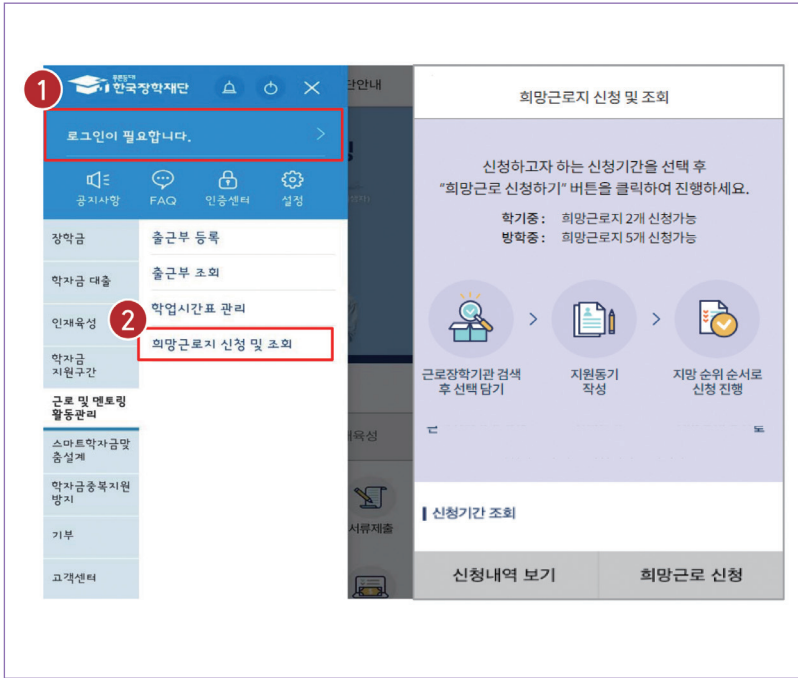 1
푸른등대
한국장학재단
로그인이 필요합니다.
공지사항
FAQ
인증센터
설정
장학금
학자금 대출
인재육성
학자금
지원구간
근로 및 멘토링
활동관리
스마트학자금맞
춤설계
학자금중복지원
방지
기부
고객센터
출근부 등록
출근부 조회
학업시간표 관리
2
희망근로지 신청 및 조회
단안내
육성
서류제출
희망근로지 신청 및 조회
신청하고자 하는 신청기간을 선택 후
"희망근로 신청하기" 버튼을 클릭하여 진행하세요.
학기중: 희망근로지 2개 신청가능
방학중: 희망근로지 5개 신청가능
근로장학기관 검색
후 선택 담기
지원동기
작성
지망 순위 순서로
신청 진행
신청기간 조회
신청내역 보기
희망근로 신청